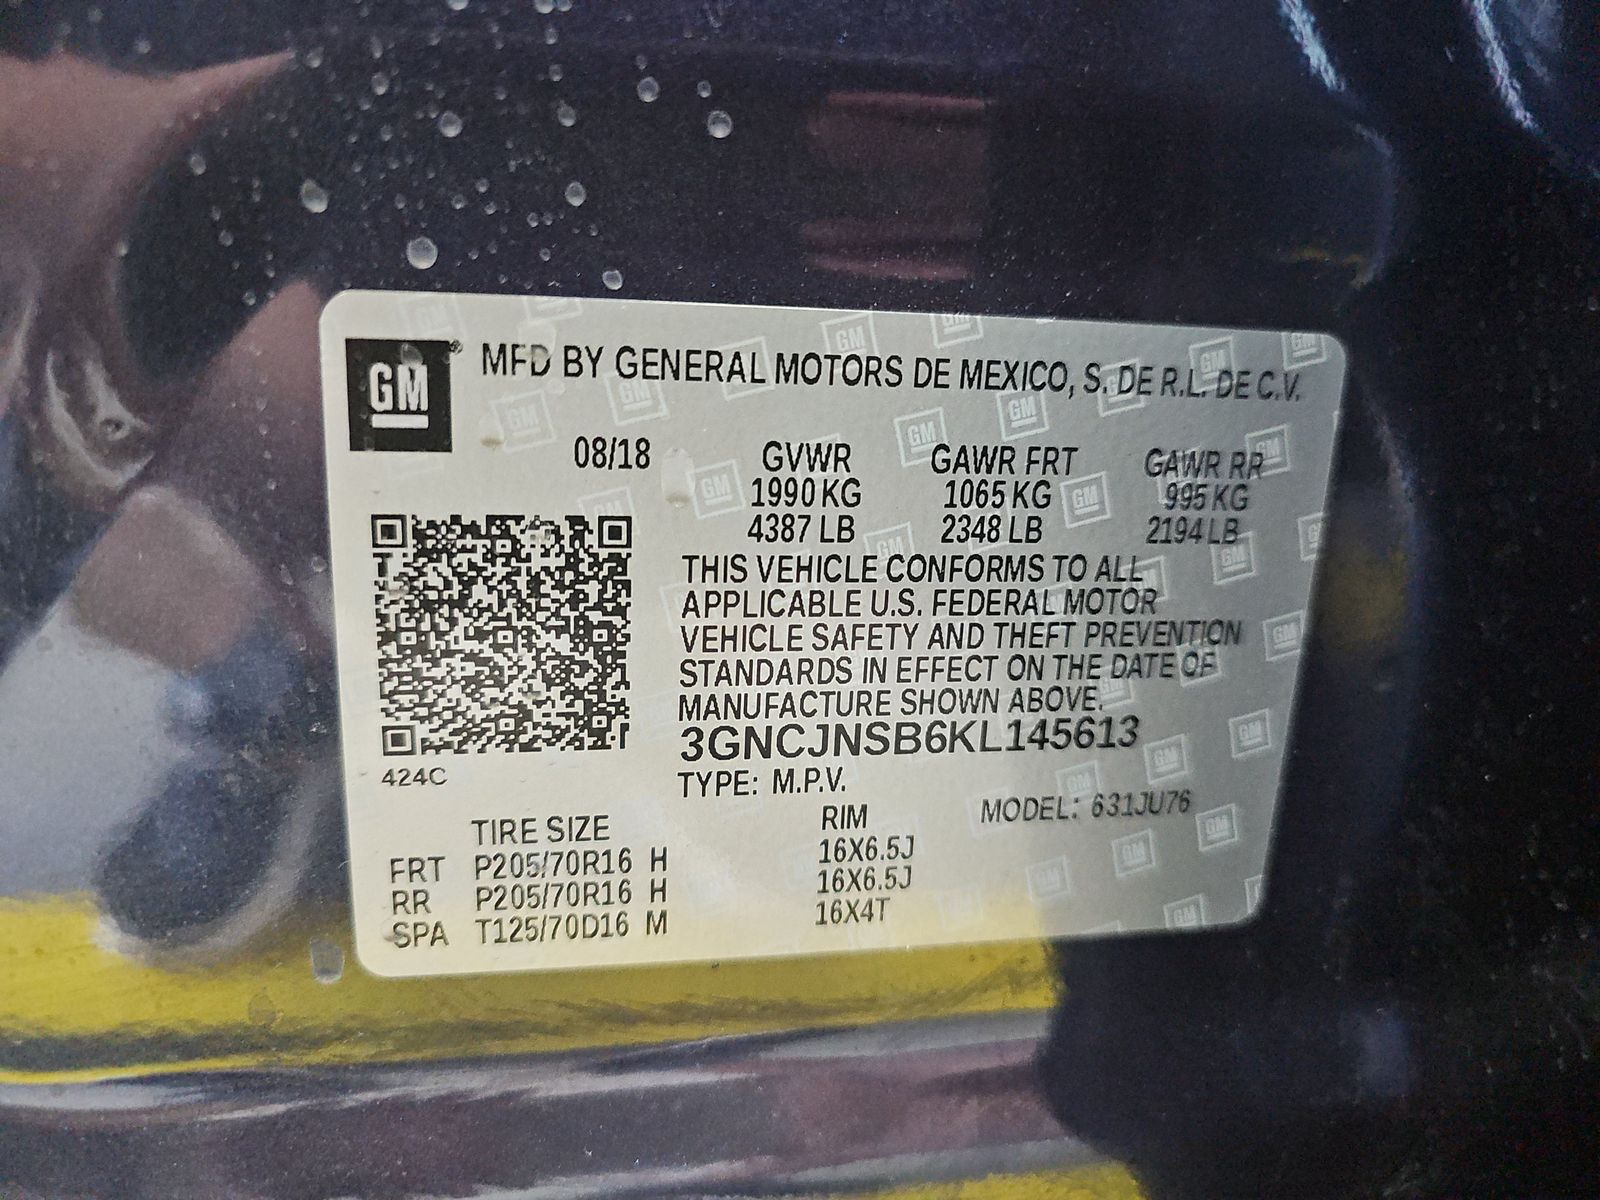 GM® MFD BY GENERAL MOTORS DE MEXICO, S. DE R.L. DE C.V.
08/18 GVWR GAWR FRT GAWR RR
1990 KG 1065 KG 995 KG
4387 LB 2348 LB 2194 LB
THIS VEHICLE CONFORMS TO ALL
APPLICABLE U.S. FEDERAL MOTOR
VEHICLE SAFETY AND THEFT PREVENTION
STANDARDS IN EFFECT ON THE DATE OF
MANUFACTURE SHOWN ABOVE.
3GNCJNSB6KL145613
424C TYPE: M.P.V.
MODEL: 631JU76
TIRE SIZE RIM
FRT P205/70R16 H 16X6.5J
RR P205/70R16 H 16X6.5J
SPA T125/70D16 M 16X4T